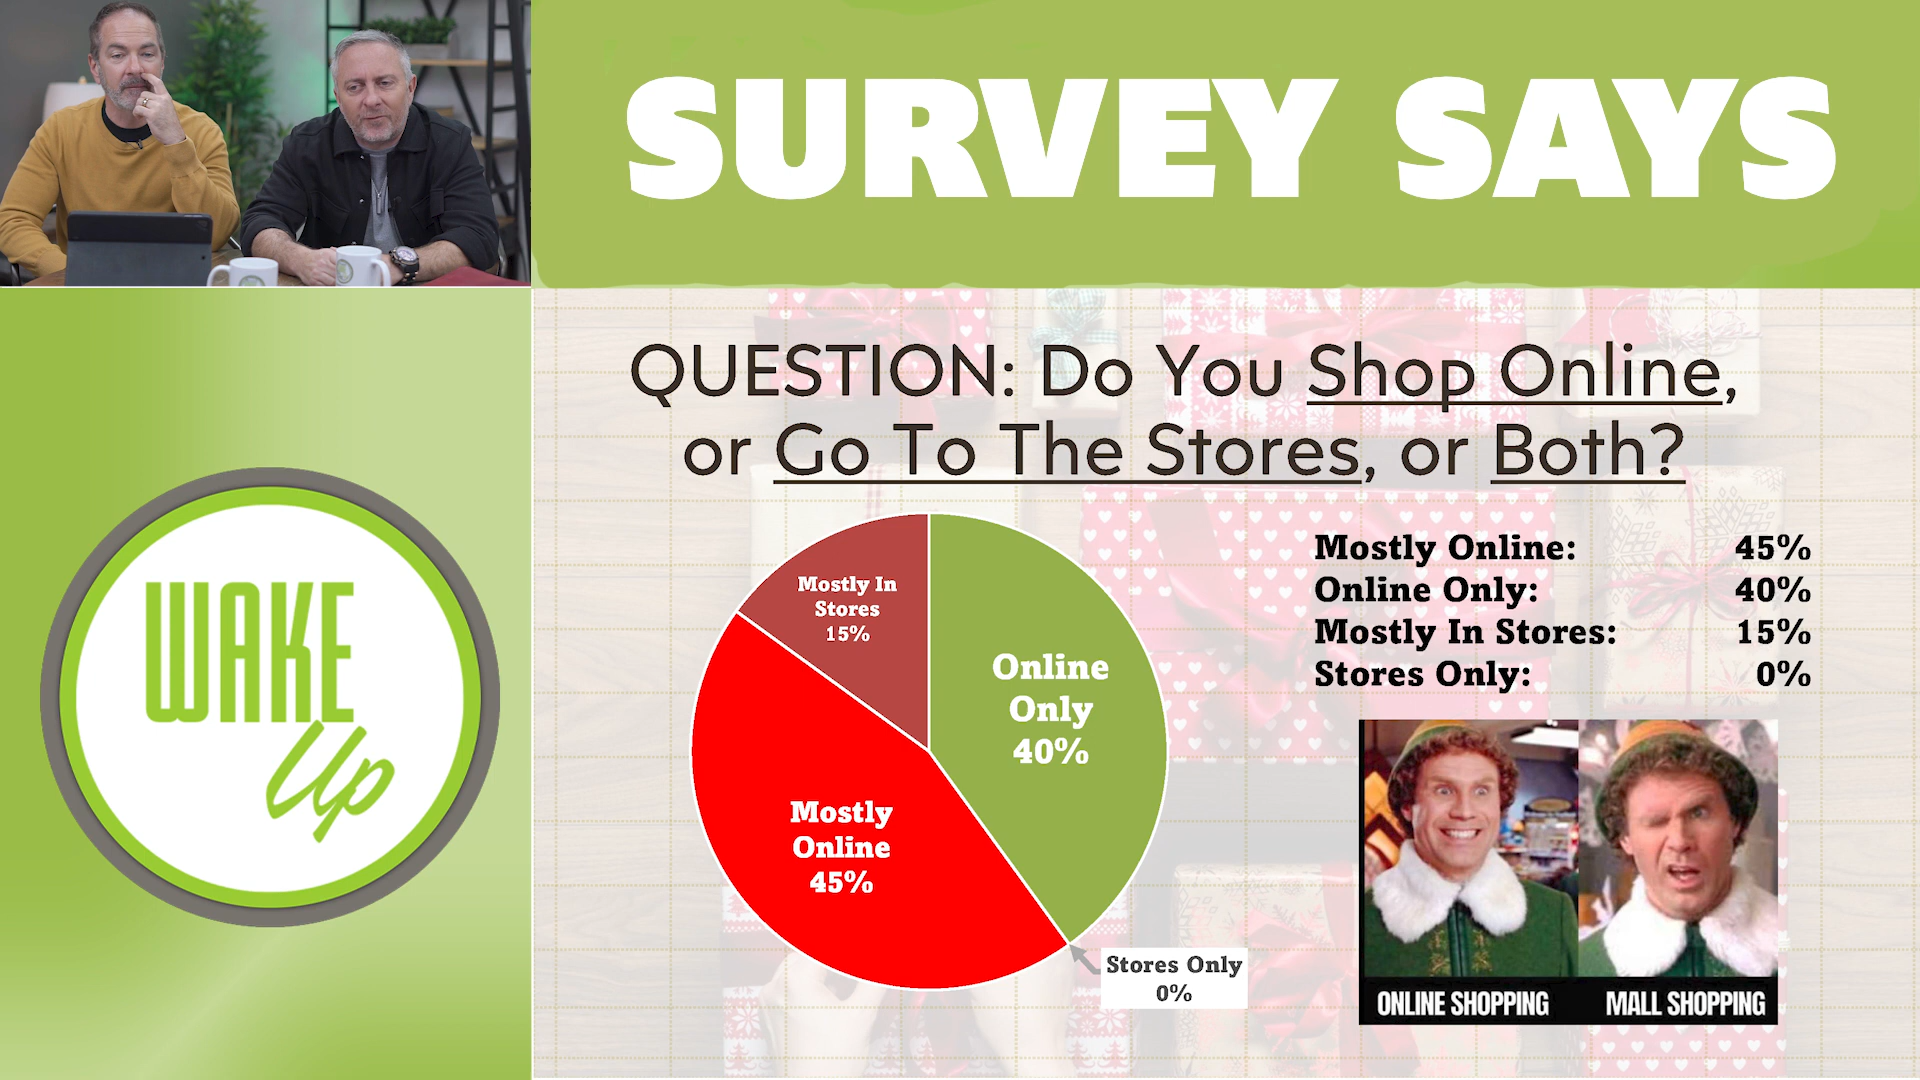 SURVEY SAYS
QUESTION: Do You Shop Online,
or Go To The Stores, or Both?
WAKE
Up
Mostly In
Stores
15%
Online
Only
40%
Mostly
Online
45%
Stores Only
0%
Mostly Online: 45%
Online Only: 40%
Mostly In Stores: 15%
Stores Only: 0%
ONLINE SHOPPING MALL SHOPPING